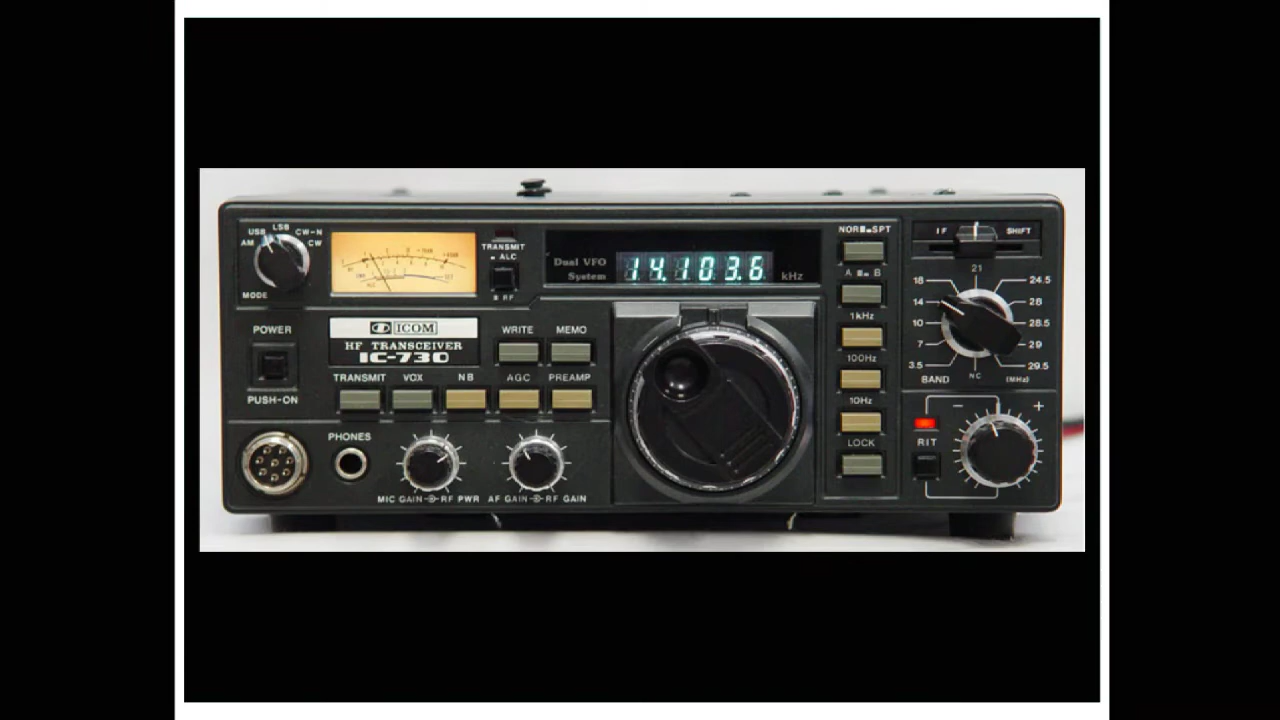 USB LSB CW-N
AM CW
MODE
TRANSMIT
ALC
RF
Dual VFO
System
14.103.6 kHz
NOR SPT
A B
1kHz
100Hz
10Hz
LOCK
IF SHIFT
21
18 24.5
14 28
10 28.5
7 29
3.5 29.5
BAND NC (MHz)
POWER
PUSH-ON
ICOM
HF TRANSCEIVER
IC-730
WRITE MEMO
TRANSMIT VOX NB AGC PREAMP
PHONES
MIC GAIN RF PWR AF GAIN RF GAIN
− +
RIT